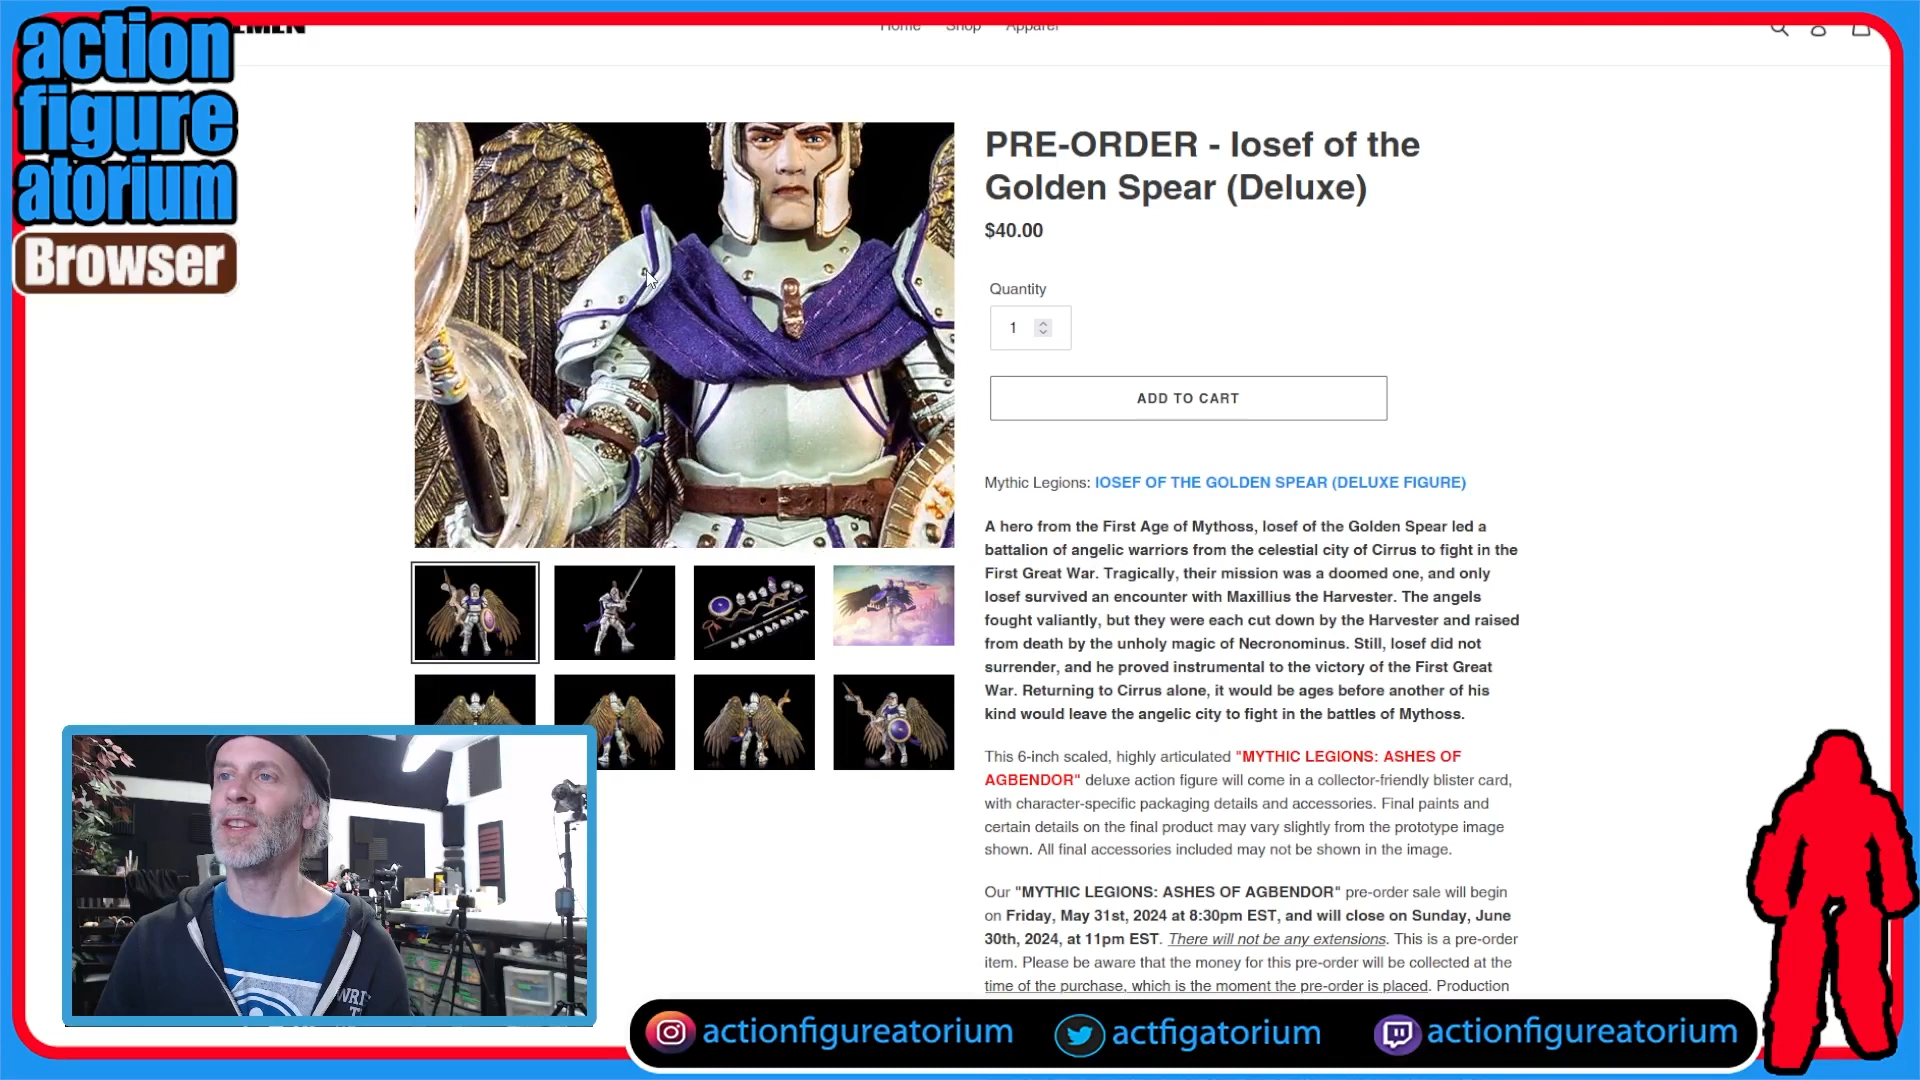 action
figure
atorium
Browser
Home Shop Apparel
PRE-ORDER - Iosef of the
Golden Spear (Deluxe)
$40.00
Quantity
1
ADD TO CART
Mythic Legions: IOSEF OF THE GOLDEN SPEAR (DELUXE FIGURE)
A hero from the First Age of Mythoss, Iosef of the Golden Spear led a
battalion of angelic warriors from the celestial city of Cirrus to fight in the
First Great War. Tragically, their mission was a doomed one, and only
Iosef survived an encounter with Maxillius the Harvester. The angels
fought valiantly, but they were each cut down by the Harvester and raised
from death by the unholy magic of Necronominus. Still, Iosef did not
surrender, and he proved instrumental to the victory of the First Great
War. Returning to Cirrus alone, it would be ages before another of his
kind would leave the angelic city to fight in the battles of Mythoss.
This 6-inch scaled, highly articulated "MYTHIC LEGIONS: ASHES OF
AGBENDOR" deluxe action figure will come in a collector-friendly blister card,
with character-specific packaging details and accessories. Final paints and
certain details on the final product may vary slightly from the prototype image
shown. All final accessories included may not be shown in the image.
Our "MYTHIC LEGIONS: ASHES OF AGBENDOR" pre-order sale will begin
on Friday, May 31st, 2024 at 8:30pm EST, and will close on Sunday, June
30th, 2024, at 11pm EST. There will not be any extensions. This is a pre-order
item. Please be aware that the money for this pre-order will be collected at the
time of the purchase, which is the moment the pre-order is placed. Production
actionfigureatorium actfigatorium actionfigureatorium